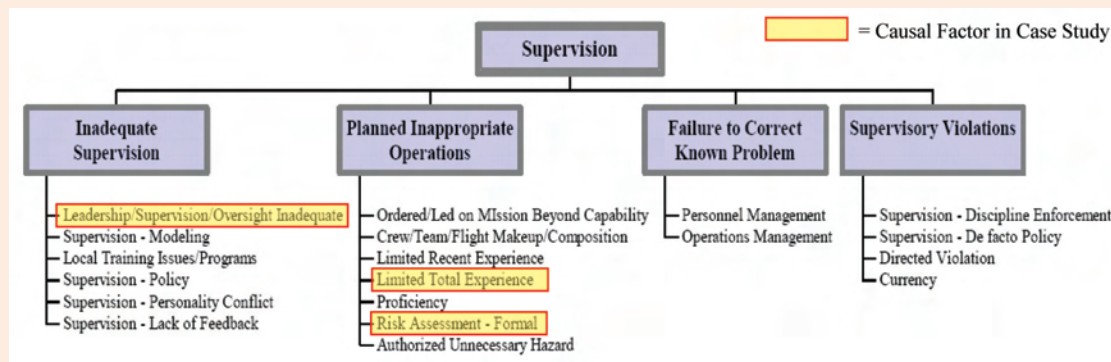 = Causal Factor in Case Study
Supervision
Inadequate
Supervision
Planned Inappropriate
Operations
Failure to Correct
Known Problem
Supervisory Violations
Leadership/Supervision/Oversight Inadequate
Supervision - Modeling
Local Training Issues/Programs
Supervision - Policy
Supervision - Personality Conflict
Supervision - Lack of Feedback
Ordered/Led on MIssion Beyond Capability
Crew/Team/Flight Makeup/Composition
Limited Recent Experience
Limited Total Experience
Proficiency
Risk Assessment - Formal
Authorized Unnecessary Hazard
Personnel Management
Operations Management
Supervision - Discipline Enforcement
Supervision - De facto Policy
Directed Violation
Currency